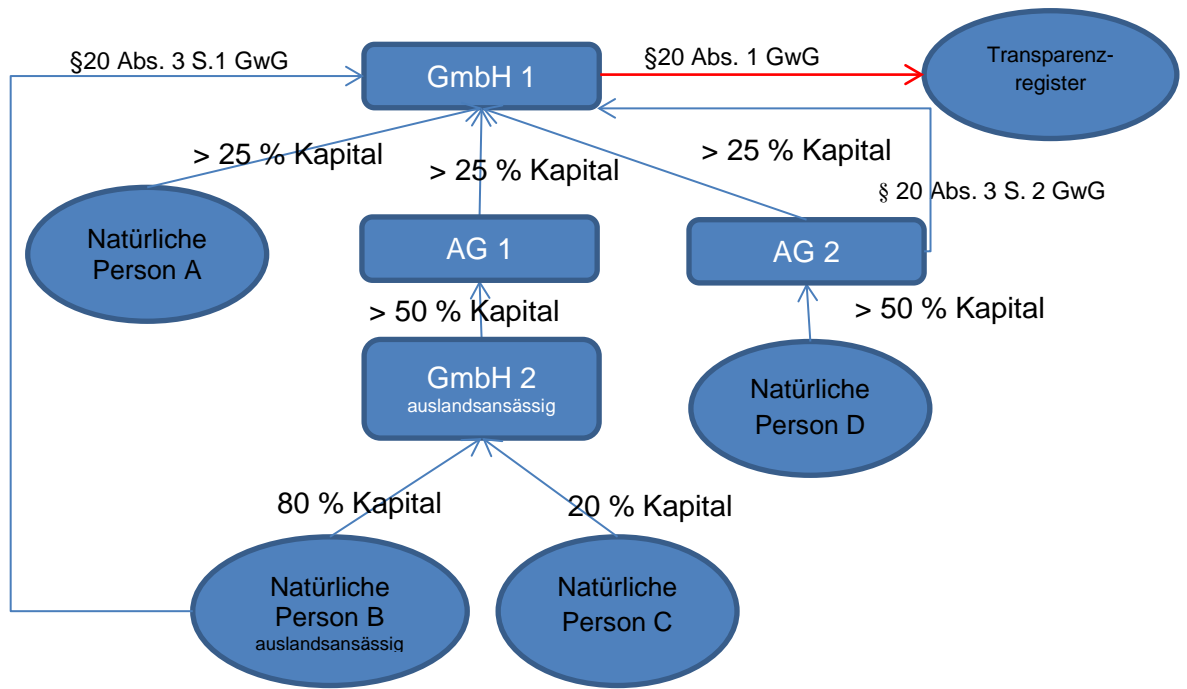 §20 Abs. 3 S.1 GwG
GmbH 1
§20 Abs. 1 GwG
Transparenz-
register
> 25 % Kapital
> 25 % Kapital
> 25 % Kapital
§ 20 Abs. 3 S. 2 GwG
Natürliche
Person A
AG 1
AG 2
> 50 % Kapital
> 50 % Kapital
GmbH 2
auslandsansässig
Natürliche
Person D
80 % Kapital
20 % Kapital
Natürliche
Person B
auslandsansässig
Natürliche
Person C